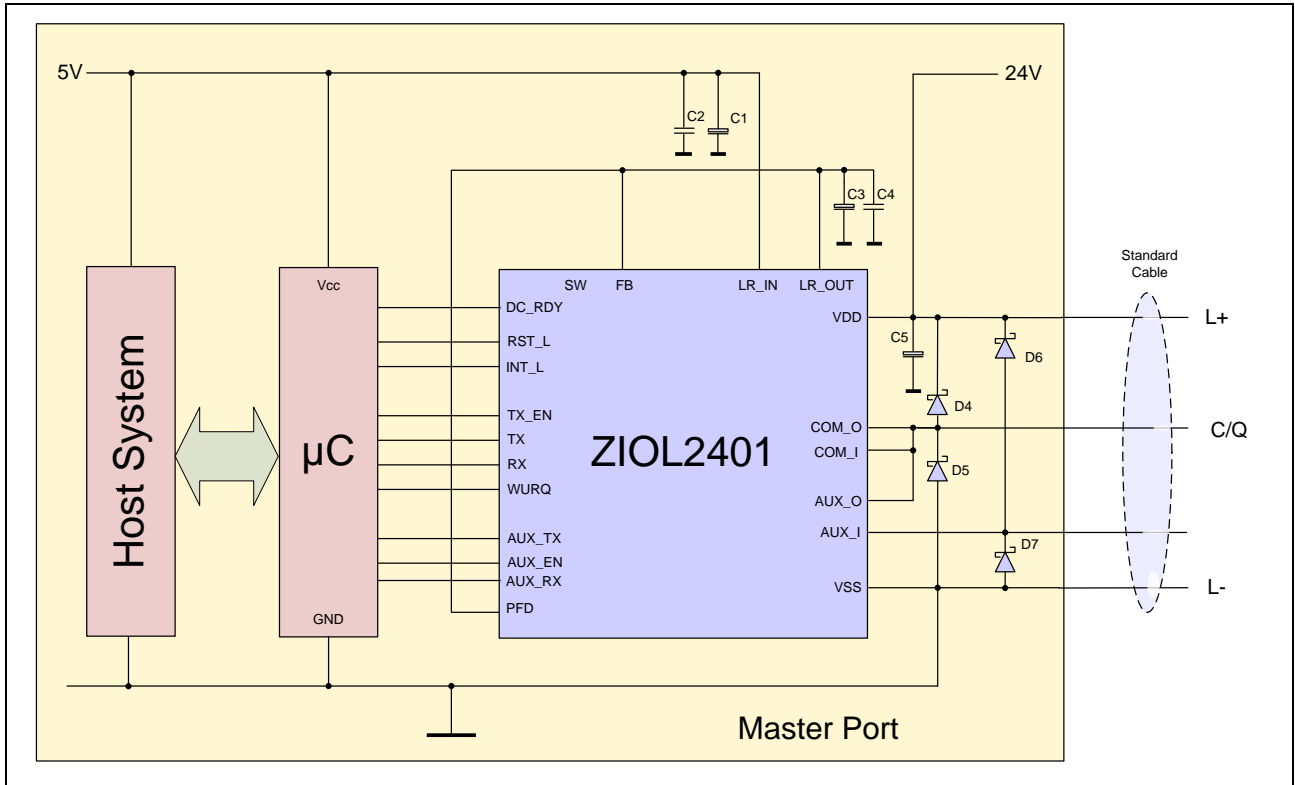 5V
24V
C2
C1
C3
C4
Standard
Cable
Vcc
SW
FB
LR_IN
LR_OUT
DC_RDY
VDD
L+
RST_L
C5
INT_L
D6
D4
TX_EN
COM_O
C/Q
TX
COM_I
Host System
µC
ZIOL2401
RX
D5
WURQ
AUX_O
AUX_TX
AUX_I
D7
AUX_EN
AUX_RX
VSS
L-
PFD
GND
Master Port